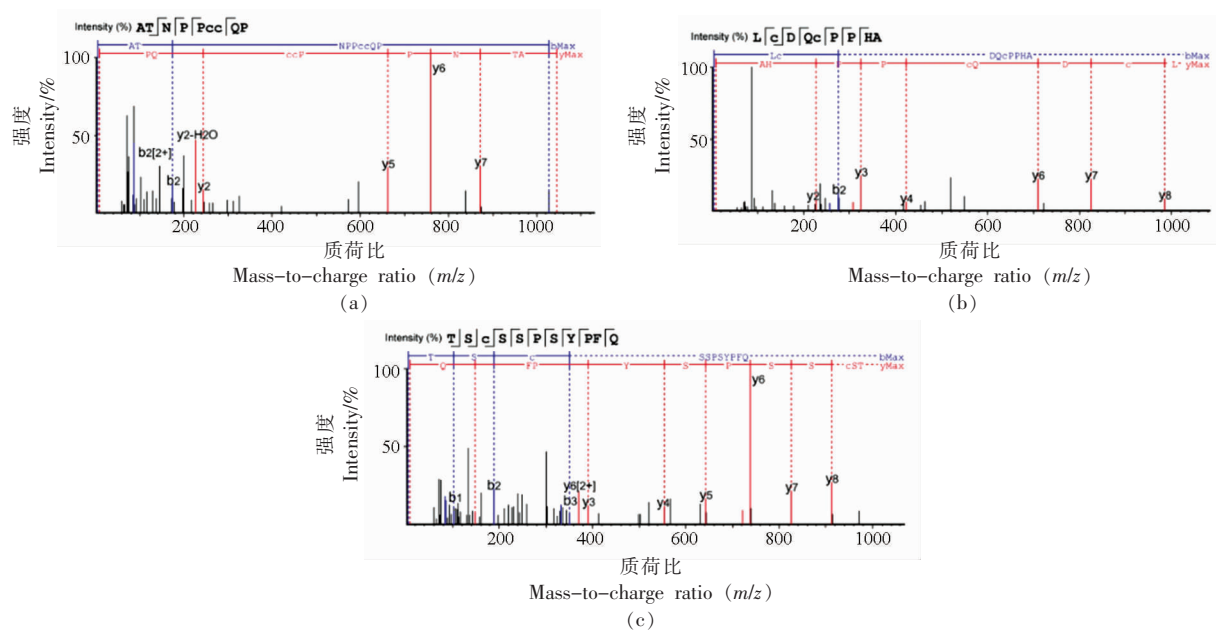 Intensity (%) AT N P Pcc QP
AT NPPccQP bMax
PQ ccP P N TA yMax
100
50
强度
Intensity/%
b2[2+]
b2
y2-H2O
y2
y5
y6
y7
200 400 600 800 1000
质荷比
Mass-to-charge ratio (m/z)
(a)
Intensity (%) L c D Q c P P HA
Lc DQcPPHA bMax
AH P P cQ D c L yMax
100
50
强度
Intensity/%
y2
b2
y3
y4
y6
y7
y8
200 400 600 800 1000
质荷比
Mass-to-charge ratio (m/z)
(b)
Intensity (%) T S c S S P S Y PF Q
T S c SSPSYPFQ bMax
Q FP Y S P S S cST yMax
100
50
强度
Intensity/%
b1
b2
y6[2+]
b3 y3
y4
y5
y6
y7
y8
200 400 600 800 1000
质荷比
Mass-to-charge ratio (m/z)
(c)